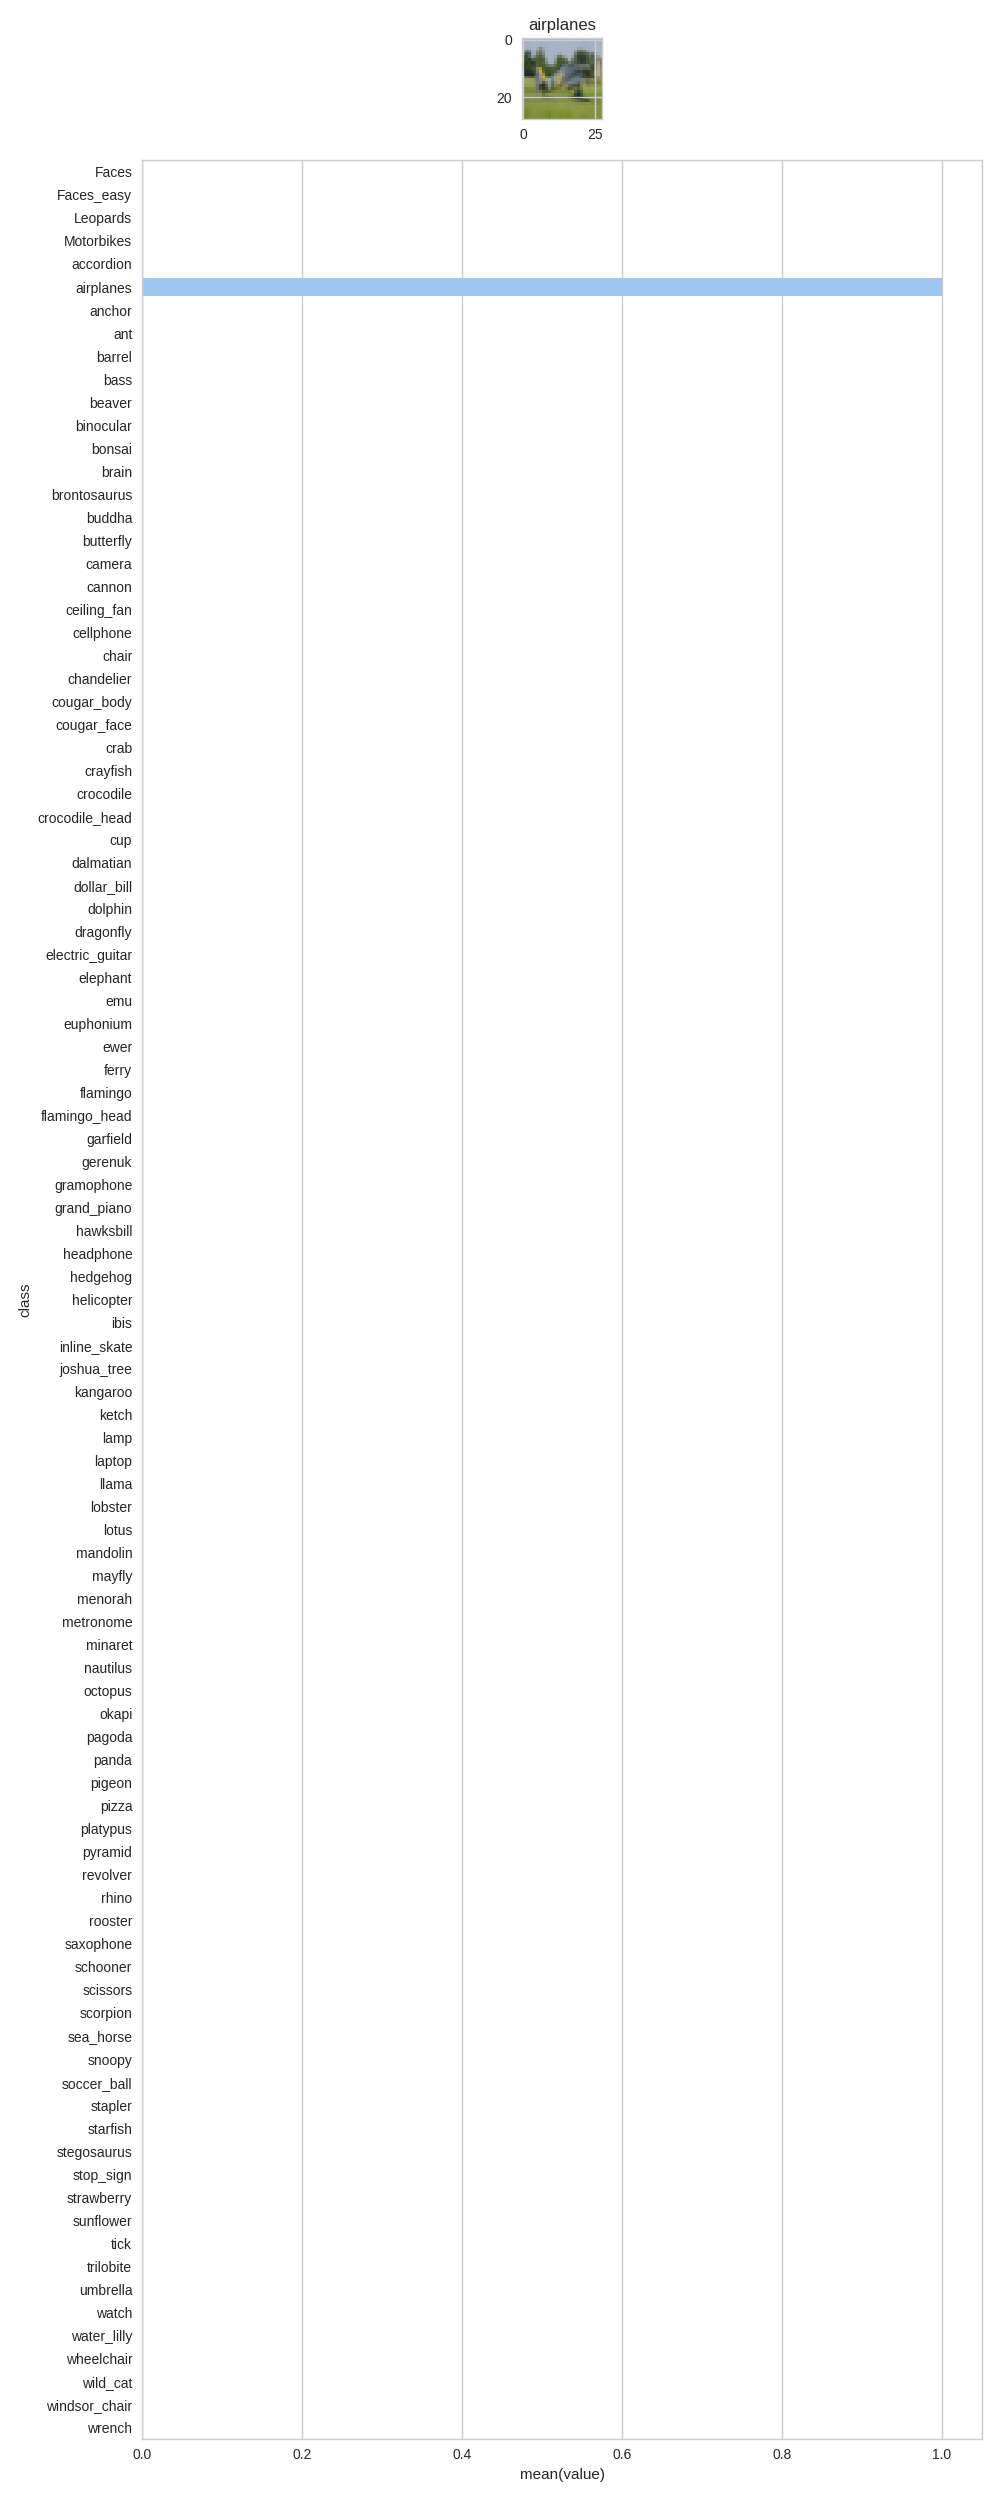 airplanes
0
20
0 25
Faces
Faces_easy
Leopards
Motorbikes
accordion
airplanes
anchor
ant
barrel
bass
beaver
binocular
bonsai
brain
brontosaurus
buddha
butterfly
camera
cannon
ceiling_fan
cellphone
chair
chandelier
cougar_body
cougar_face
crab
crayfish
crocodile
crocodile_head
cup
dalmatian
dollar_bill
dolphin
dragonfly
electric_guitar
elephant
emu
euphonium
ewer
ferry
flamingo
flamingo_head
garfield
gerenuk
gramophone
grand_piano
hawksbill
headphone
hedgehog
class
helicopter
ibis
inline_skate
joshua_tree
kangaroo
ketch
lamp
laptop
llama
lobster
lotus
mandolin
mayfly
menorah
metronome
minaret
nautilus
octopus
okapi
pagoda
panda
pigeon
pizza
platypus
pyramid
revolver
rhino
rooster
saxophone
schooner
scissors
scorpion
sea_horse
snoopy
soccer_ball
stapler
starfish
stegosaurus
stop_sign
strawberry
sunflower
tick
trilobite
umbrella
watch
water_lilly
wheelchair
wild_cat
windsor_chair
wrench
0.0 0.2 0.4 0.6 0.8 1.0
mean(value)